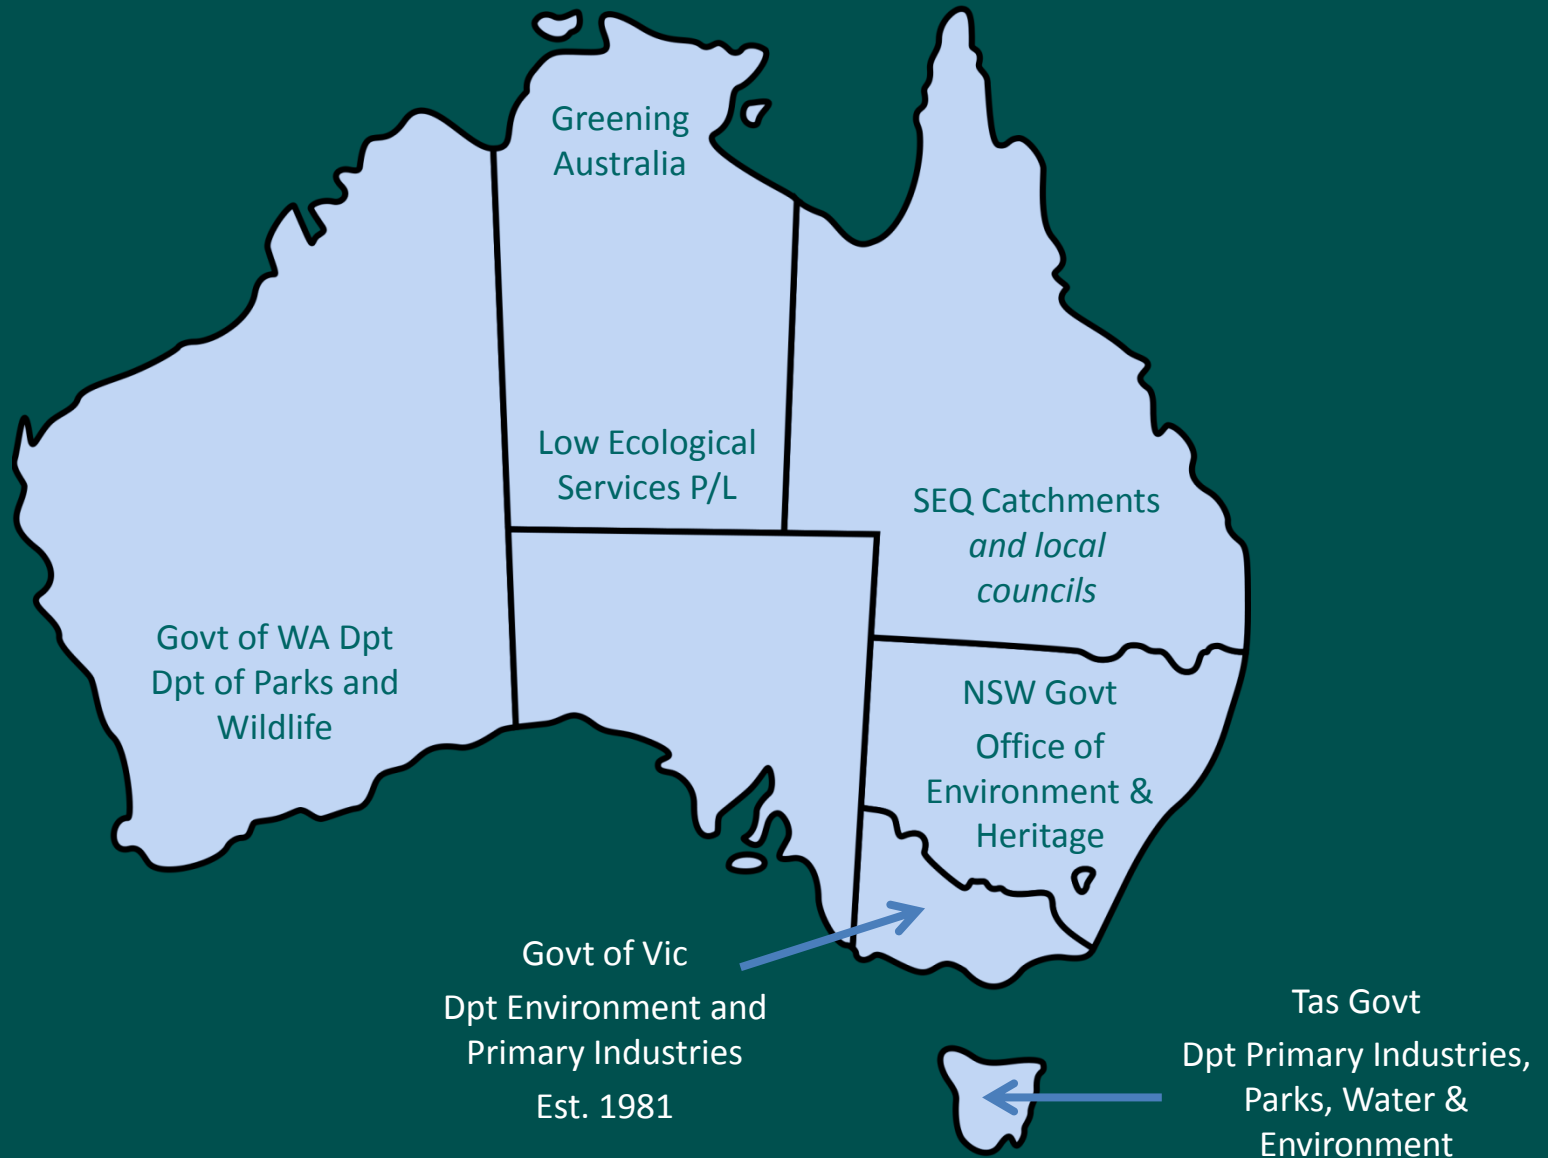 Greening
Australia
Low Ecological
Services P/L
SEQ Catchments
and local
councils
Govt of WA Dpt
Dpt of Parks and
Wildlife
NSW Govt
Office of
Environment &
Heritage
Govt of Vic
Dpt Environment and
Primary Industries
Est. 1981
Tas Govt
Dpt Primary Industries,
Parks, Water &
Environment